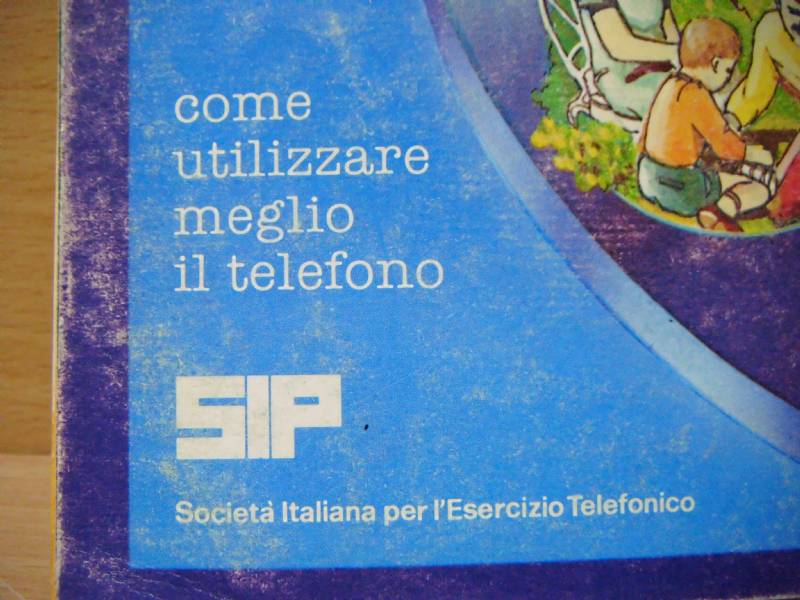 come
utilizzare
meglio
il telefono
SIP
Società Italiana per l'Esercizio Telefonico